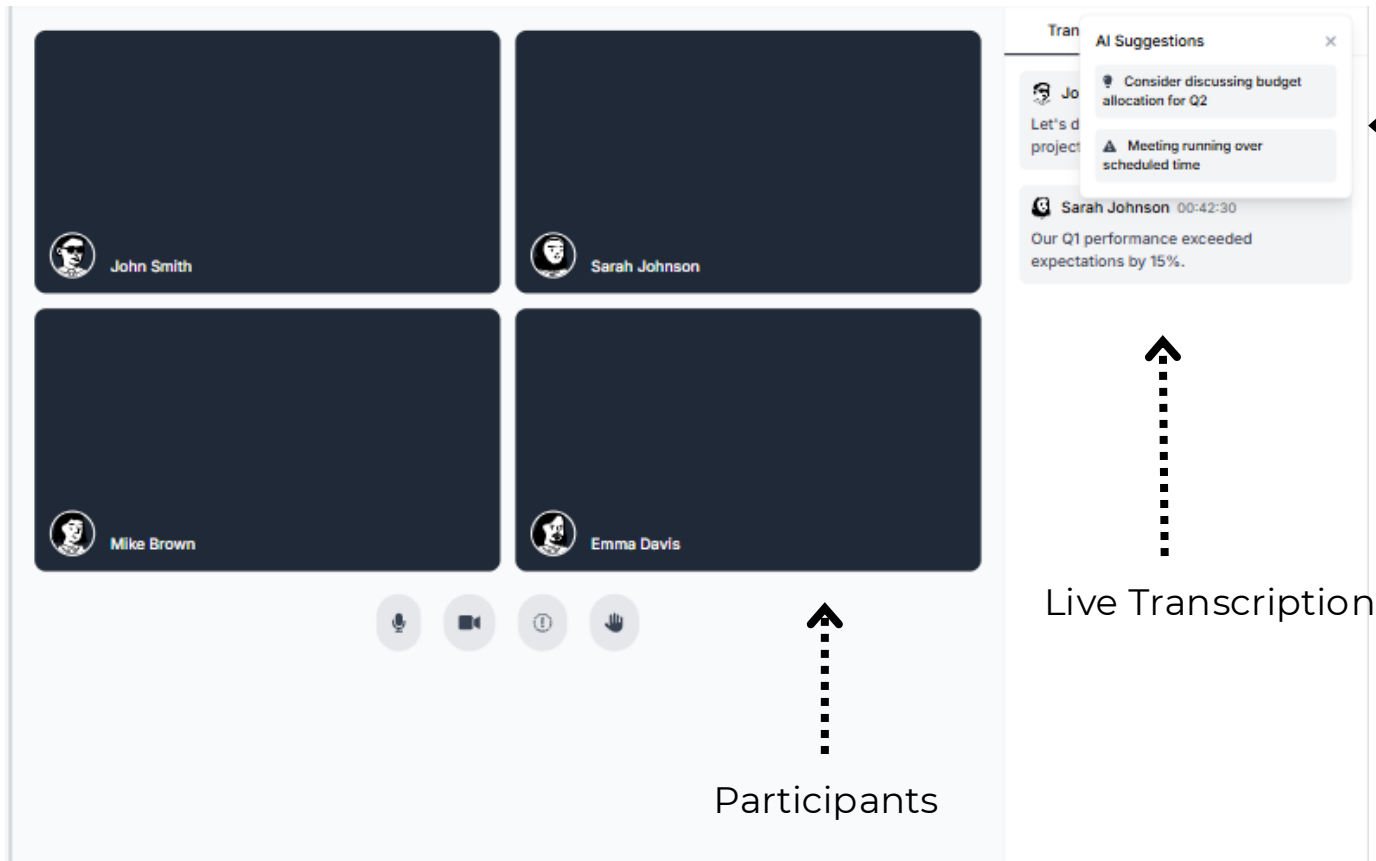 John Smith
Sarah Johnson
Mike Brown
Emma Davis
Participants
Tran
AI Suggestions
×
Consider discussing budget
allocation for Q2
Meeting running over
scheduled time
Jo
Let's d
project
Sarah Johnson 00:42:30
Our Q1 performance exceeded
expectations by 15%.
Live Transcription